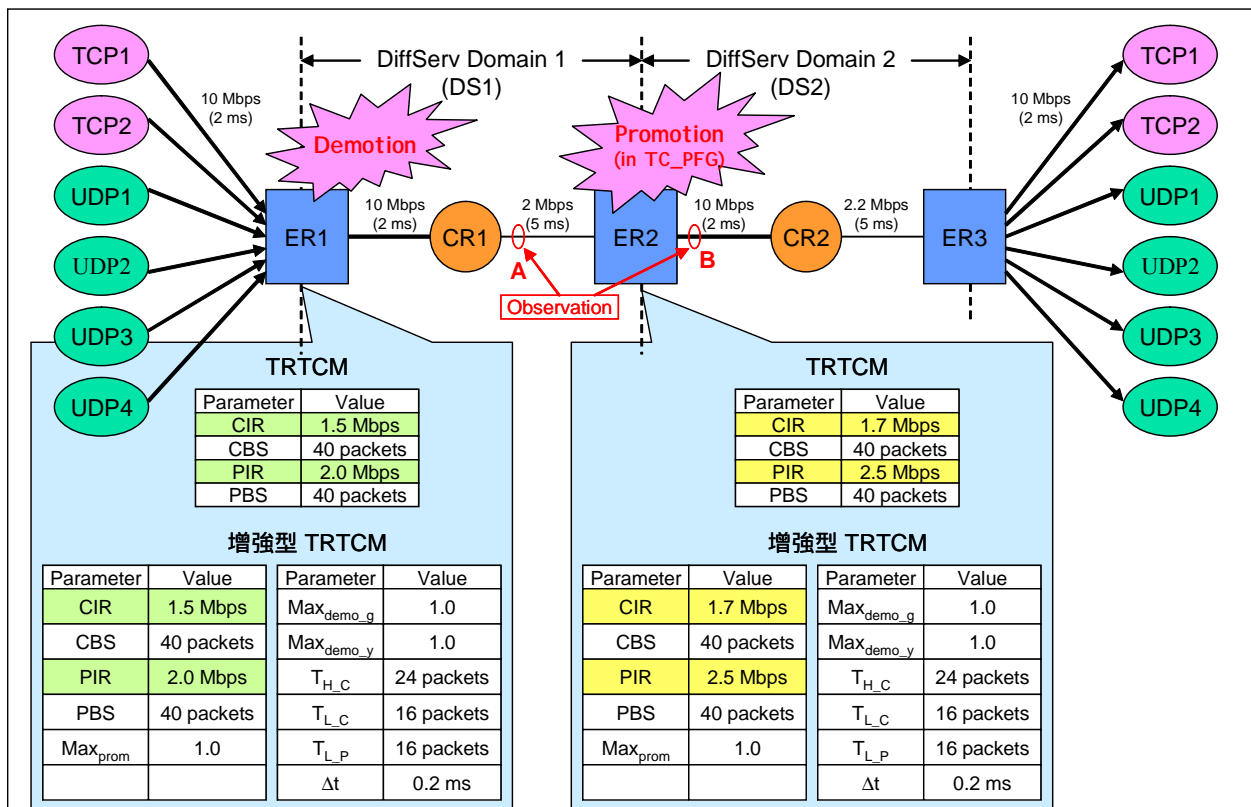 TCP1
TCP2
UDP1
UDP2
UDP3
UDP4
10 Mbps
(2 ms)
DiffServ Domain 1
(DS1)
DiffServ Domain 2
(DS2)
Demotion
Promotion
(in TC_PFG)
ER1
10 Mbps
(2 ms)
CR1
2 Mbps
(5 ms)
ER2
10 Mbps
(2 ms)
CR2
2.2 Mbps
(5 ms)
ER3
A
B
Observation
10 Mbps
(2 ms)
TCP1
TCP2
UDP1
UDP2
UDP3
UDP4
TRTCM
Parameter Value
CIR 1.5 Mbps
CBS 40 packets
PIR 2.0 Mbps
PBS 40 packets
增強型 TRTCM
Parameter Value
CIR 1.5 Mbps
CBS 40 packets
PIR 2.0 Mbps
PBS 40 packets
Maxprom 1.0
Parameter Value
Maxdemo_g 1.0
Maxdemo_y 1.0
TH_C 24 packets
TL_C 16 packets
TL_P 16 packets
Δt 0.2 ms
TRTCM
Parameter Value
CIR 1.7 Mbps
CBS 40 packets
PIR 2.5 Mbps
PBS 40 packets
增強型 TRTCM
Parameter Value
CIR 1.7 Mbps
CBS 40 packets
PIR 2.5 Mbps
PBS 40 packets
Maxprom 1.0
Parameter Value
Maxdemo_g 1.0
Maxdemo_y 1.0
TH_C 24 packets
TL_C 16 packets
TL_P 16 packets
Δt 0.2 ms